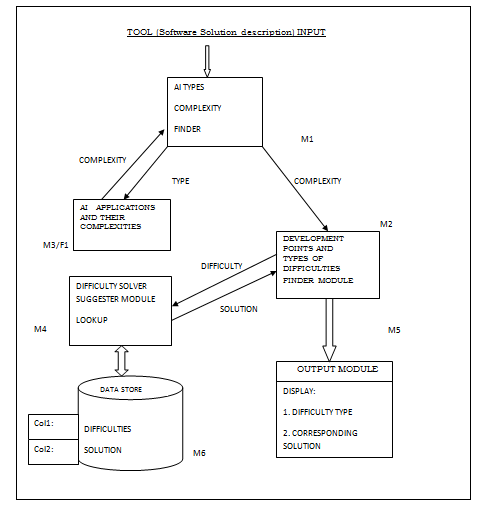 TOOL (Software Solution description) INPUT
AI TYPES
COMPLEXITY
FINDER
M1
COMPLEXITY
TYPE
COMPLEXITY
AI APPLICATIONS
AND THEIR
COMPLEXITIES
M3/F1
M2
DEVELOPMENT
POINTS AND
TYPES OF
DIFFICULTIES
FINDER MODULE
DIFFICULTY
SOLUTION
DIFFICULTY SOLVER
SUGGESTER MODULE
LOOKUP
M4
M5
OUTPUT MODULE
DISPLAY:
1. DIFFICULTY TYPE
2. CORRESPONDING
SOLUTION
DATA STORE
Col1:
DIFFICULTIES
Col2:
SOLUTION
M6